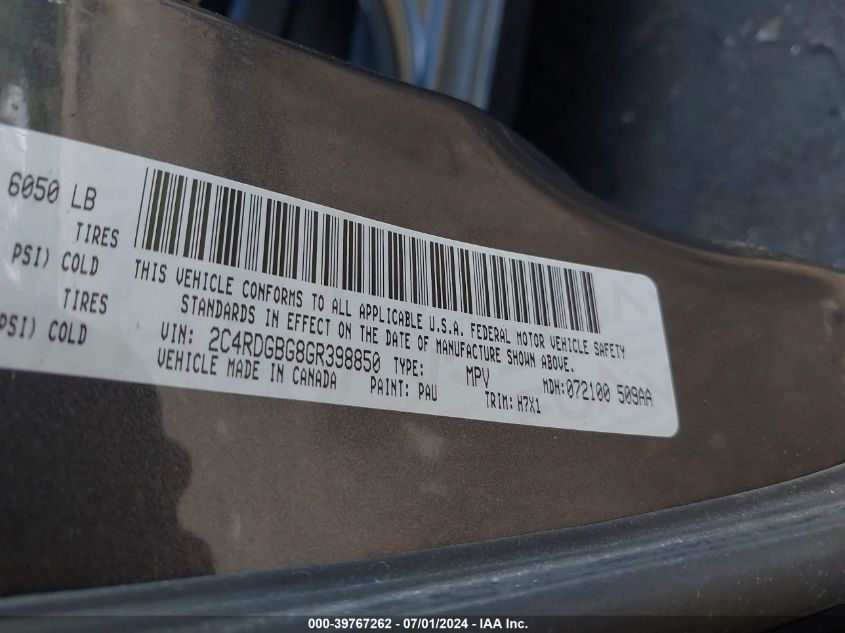 6050 LB
TIRES
PSI) COLD
TIRES
PSI) COLD
THIS VEHICLE CONFORMS TO ALL APPLICABLE U.S.A. FEDERAL MOTOR VEHICLE SAFETY
STANDARDS IN EFFECT ON THE DATE OF MANUFACTURE SHOWN ABOVE.
VIN: 2C4RDGBG8GR398850 TYPE: MPV MDH:072100 509AA
VEHICLE MADE IN CANADA PAINT: PAU TRIM: H7X1
000-39767262 - 07/01/2024 - IAA Inc.